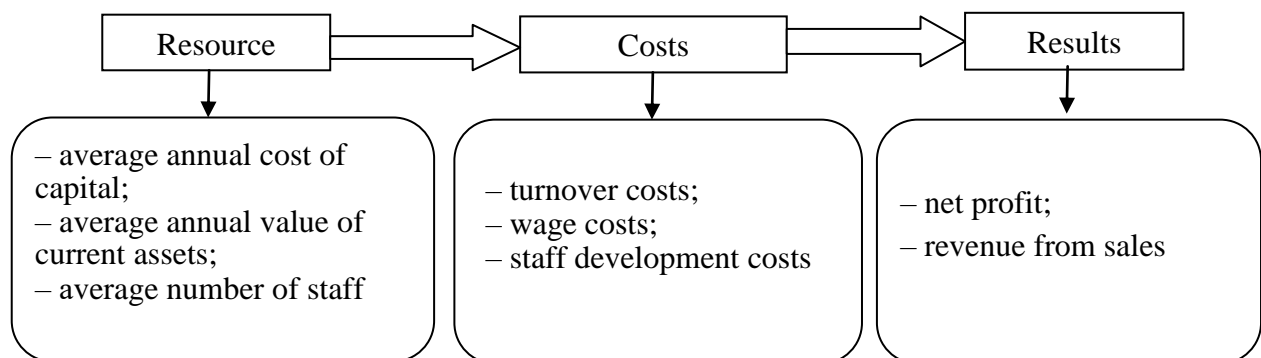 Resource
Costs
Results
– average annual cost of
capital;
– average annual value of
current assets;
– average number of staff
– turnover costs;
– wage costs;
– staff development costs
– net profit;
– revenue from sales